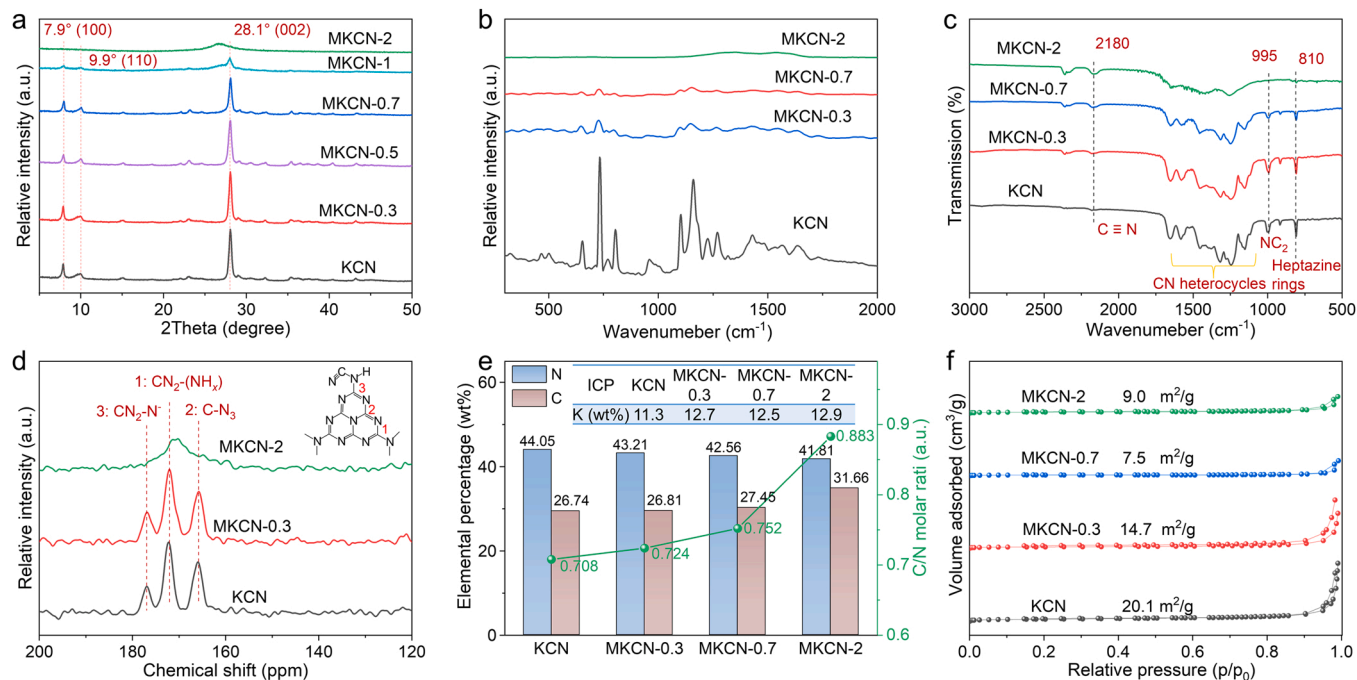 a
7.9° (100)
28.1° (002)
9.9° (110)
MKCN-2
MKCN-1
MKCN-0.7
MKCN-0.5
MKCN-0.3
KCN
Relative intensity (a.u.)
5 10 20 30 40 50
2Theta (degree)
b
MKCN-2
MKCN-0.7
MKCN-0.3
KCN
Relative intensity (a.u.)
500 1000 1500 2000
Wavenumeber (cm⁻¹)
c
MKCN-2
2180
995
810
MKCN-0.7
MKCN-0.3
KCN
C ≡ N
NC₂
Heptazine
CN heterocycles rings
Transmission (%)
3000 2500 2000 1500 1000 500
Wavenumeber (cm⁻¹)
d
1: CN₂-(NHₓ)
3: CN₂-N⁻
2: C-N₃
N
N
H
3
N
N
2
N
N
N
1
N
N
N
N
MKCN-2
MKCN-0.3
KCN
Relative intensity (a.u.)
200 180 160 140 120
Chemical shift (ppm)
e
N
C
ICP KCN MKCN-0.3 MKCN-0.7 MKCN-2
K (wt%) 11.3 12.7 12.5 12.9
44.05 43.21 42.56 41.81
26.74 26.81 27.45 31.66
0.708 0.724 0.752 0.883
Elemental percentage (wt%)
0 20 40 60
C/N molar rati (a.u.)
0.6 0.7 0.8 0.9
KCN MKCN-0.3 MKCN-0.7 MKCN-2
f
MKCN-2 9.0 m²/g
MKCN-0.7 7.5 m²/g
MKCN-0.3 14.7 m²/g
KCN 20.1 m²/g
Volume adsorbed (cm³/g)
0.0 0.2 0.4 0.6 0.8 1.0
Relative pressure (p/p₀)